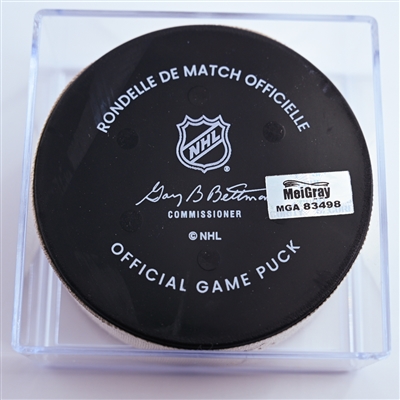 RONDELLE DE MATCH OFFICIELLE
NHL
Gary B Bettman
MeiGray
MGA 83498
COMMISSIONER
© NHL
OFFICIAL GAME PUCK